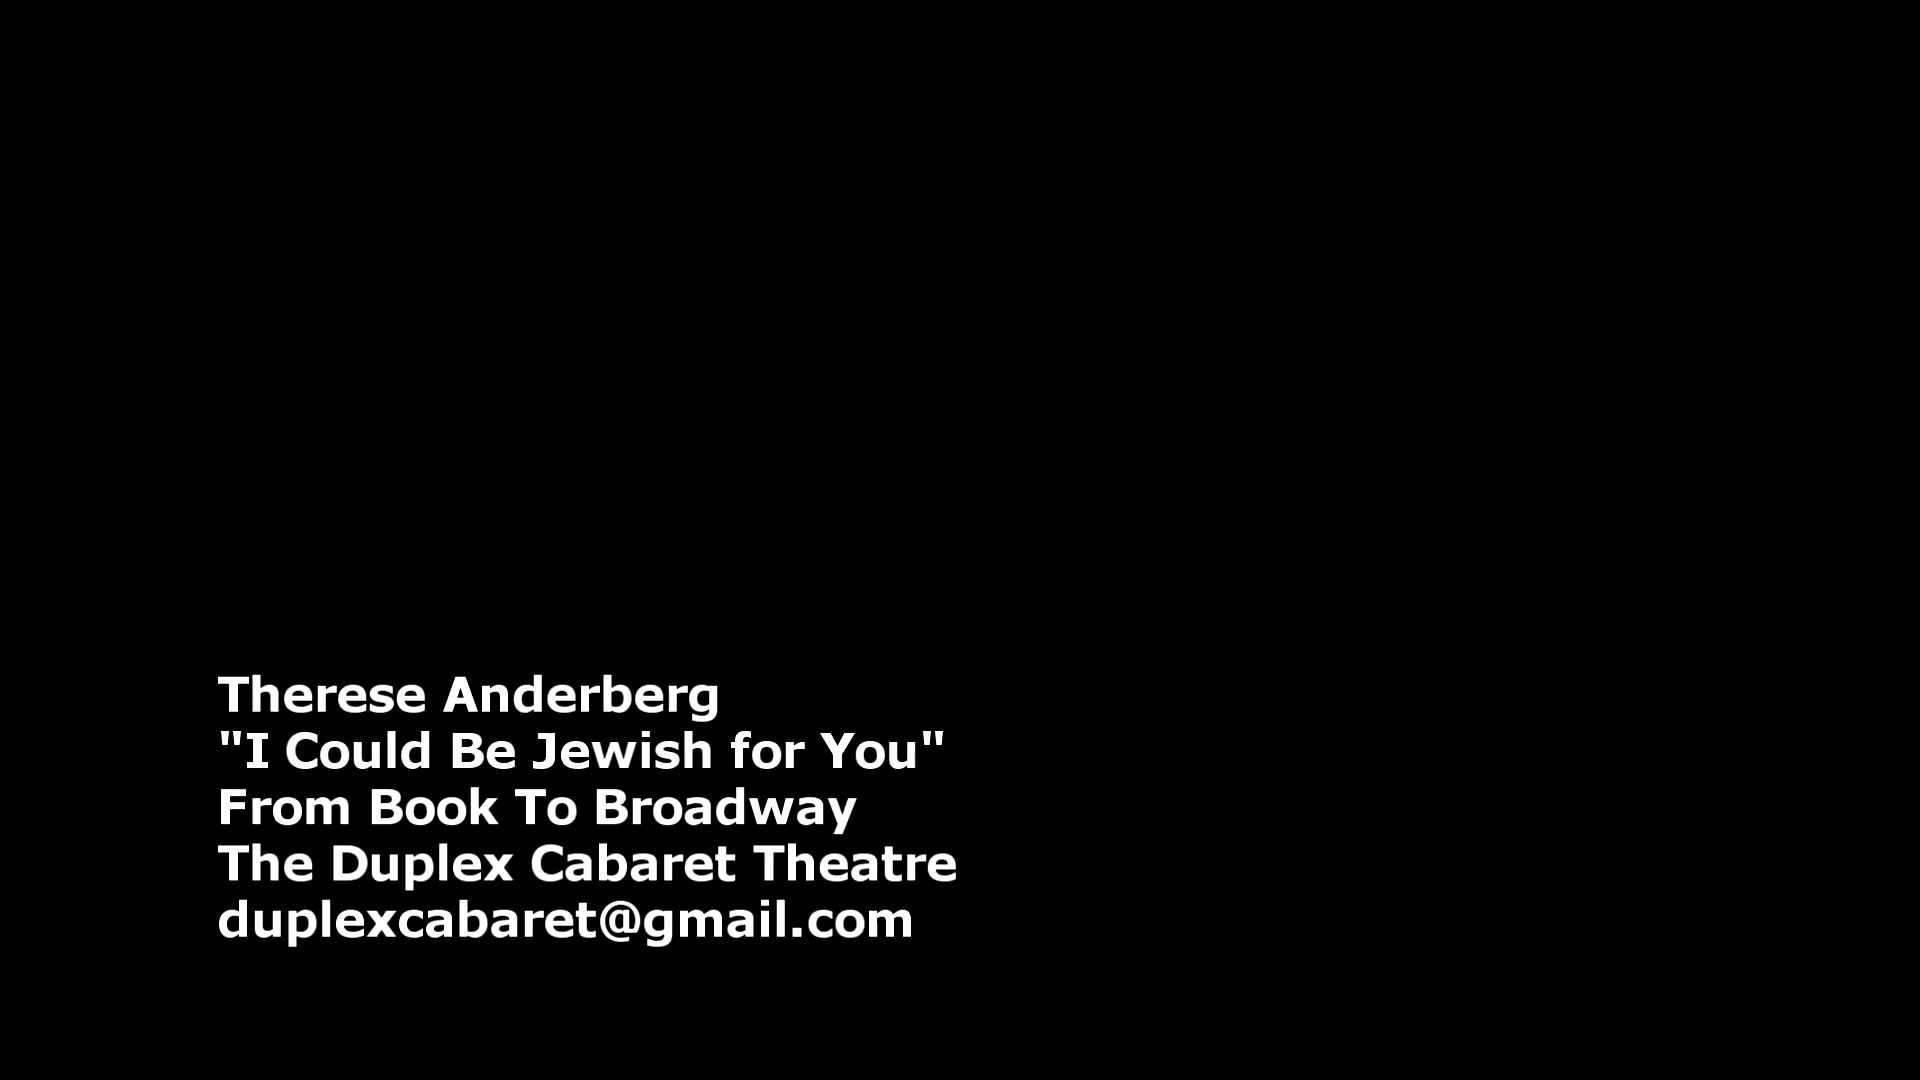 Therese Anderberg
"I Could Be Jewish for You"
From Book To Broadway
The Duplex Cabaret Theatre
duplexcabaret@gmail.com